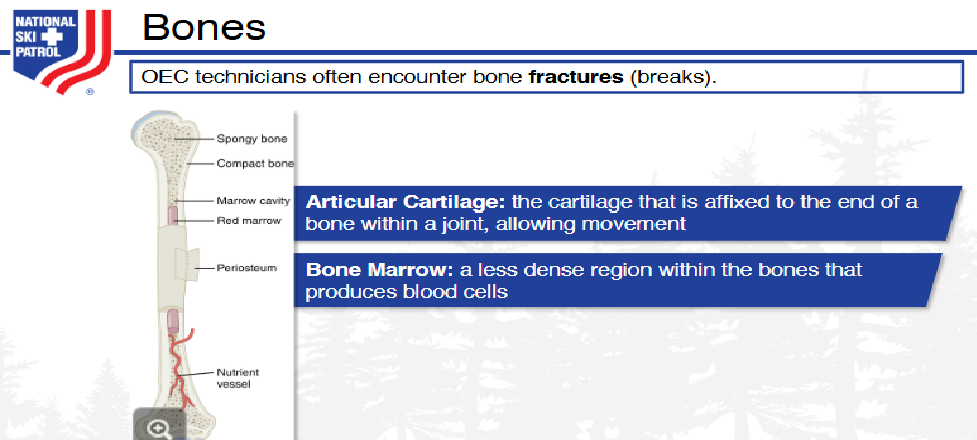 NATIONAL
SKI
PATROL
®
Bones
OEC technicians often encounter bone fractures (breaks).
Spongy bone
Compact bone
Marrow cavity
Red marrow
Periosteum
Nutrient
vessel
Articular Cartilage: the cartilage that is affixed to the end of a
bone within a joint, allowing movement
Bone Marrow: a less dense region within the bones that
produces blood cells